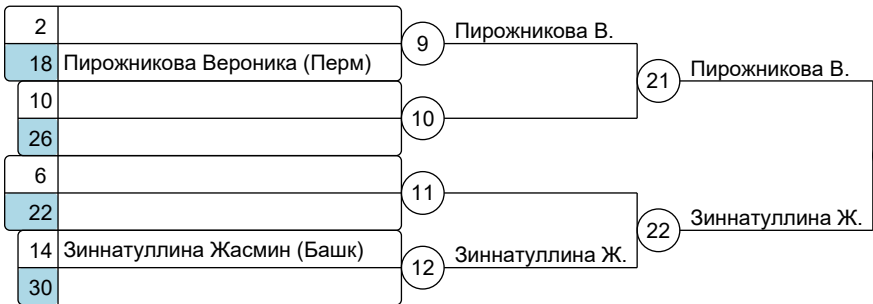 2
9
Пирожникова В.
18 Пирожникова Вероника (Перм)
21
Пирожникова В.
10
10
26
6
11
22
22
Зиннатуллина Ж.
14 Зиннатуллина Жасмин (Башк)
12
Зиннатуллина Ж.
30